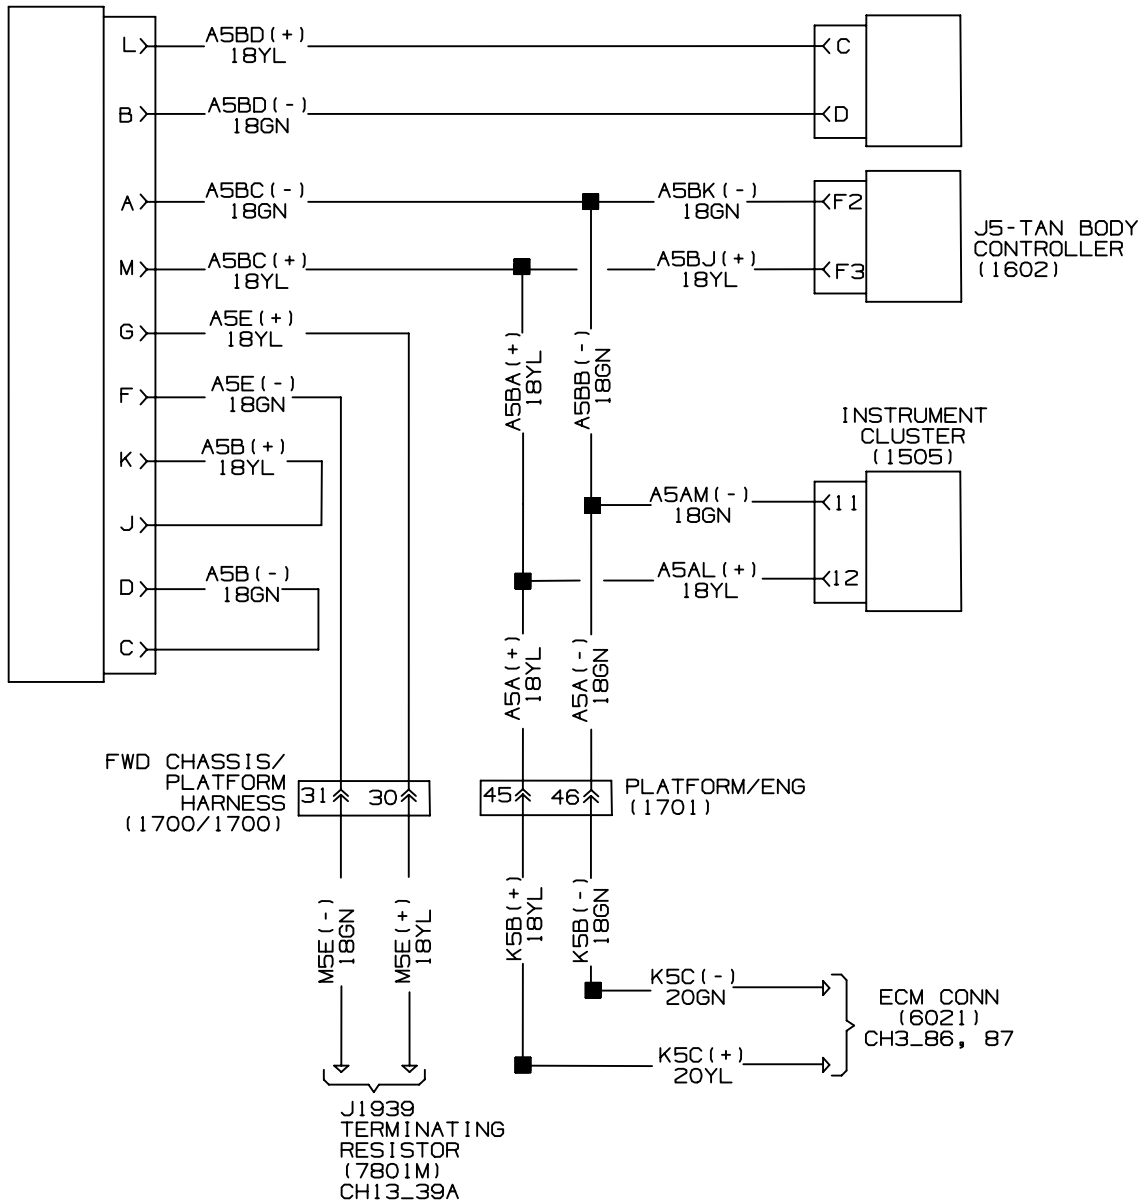 L
A5BD(+)
18YL
C
B
A5BD(-)
18GN
D
A
A5BC(-)
18GN
A5BK(-)
18GN
F2
M
A5BC(+)
18YL
A5BJ(+)
18YL
F3
J5-TAN BODY
CONTROLLER
(1602)
G
A5E(+)
18YL
F
A5E(-)
18GN
A5BA(+)
18YL
A5BB(-)
18GN
K
A5B(+)
18YL
J
INSTRUMENT
CLUSTER
(1505)
A5AM(-)
18GN
11
D
A5B(-)
18GN
C
A5AL(+)
18YL
12
A5A(+)
18YL
A5A(-)
18GN
FWD CHASSIS/
PLATFORM
HARNESS
(1700/1700)
31
30
45
46
PLATFORM/ENG
(1701)
M5E(-)
18GN
M5E(+)
18YL
K5B(+)
18YL
K5B(-)
18GN
K5C(-)
20GN
K5C(+)
20YL
ECM CONN
(6021)
CH3_86, 87
J1939
TERMINATING
RESISTOR
(7801M)
CH13_39A